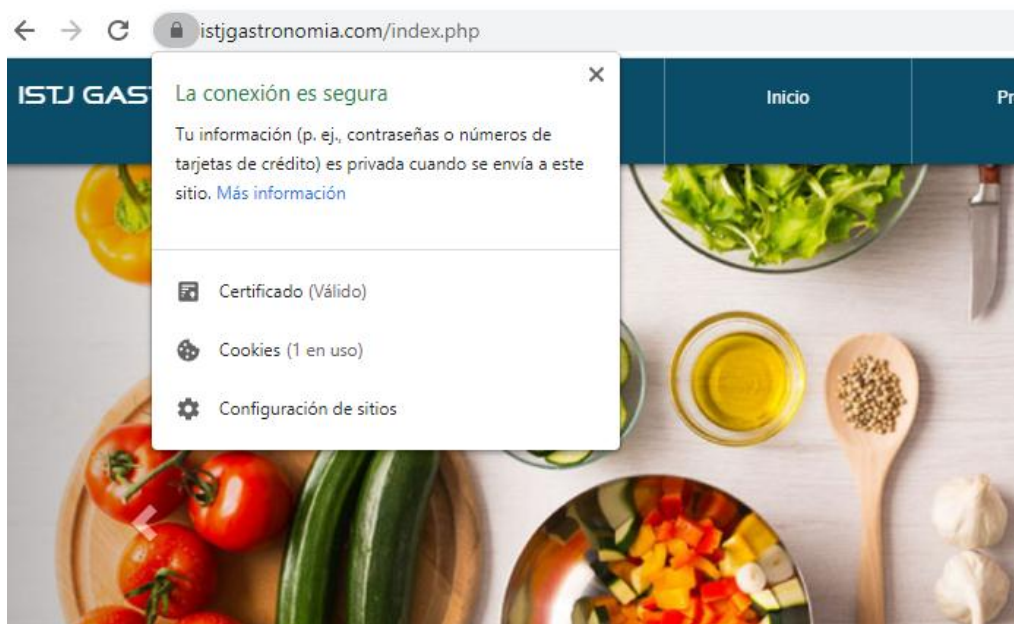 istjgastronomia.com/index.php
ISTJ GAS
Inicio
Pr
La conexión es segura
Tu información (p. ej., contraseñas o números de
tarjetas de crédito) es privada cuando se envía a este
sitio. Más información
Certificado (Válido)
Cookies (1 en uso)
Configuración de sitios